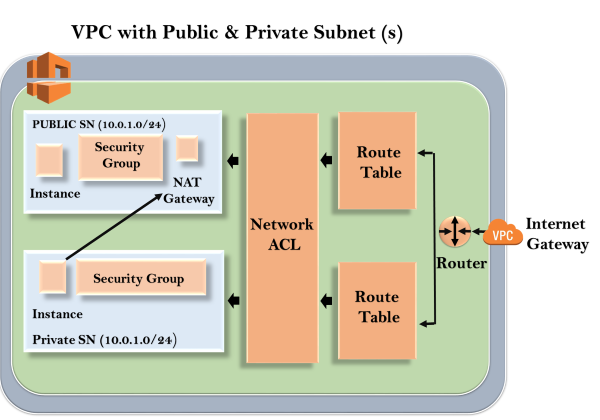 VPC with Public & Private Subnet (s)
PUBLIC SN (10.0.1.0/24)
Security
Group
Instance
NAT
Gateway
Network
ACL
Route
Table
Internet
Gateway
VPC
Router
Security Group
Instance
Private SN (10.0.1.0/24)
Route
Table